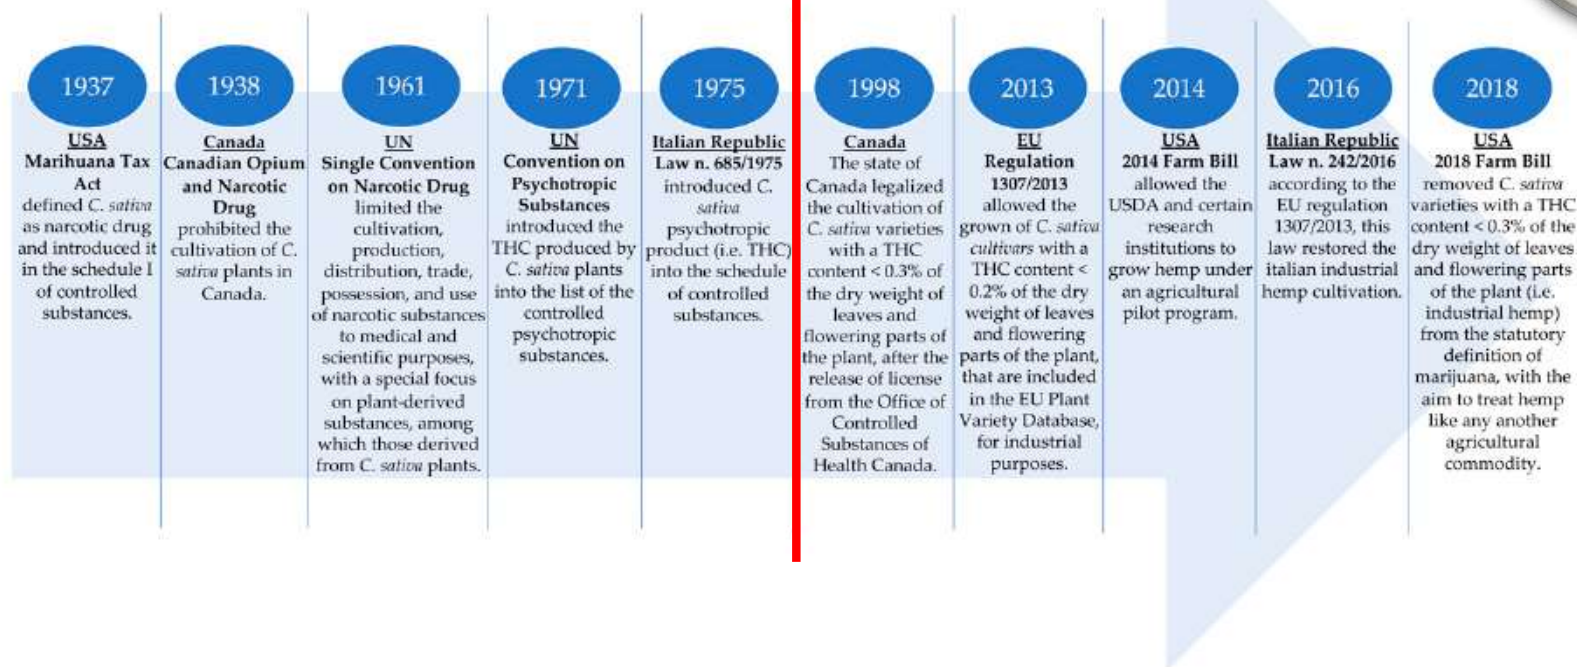 1937
USA
Marihuana Tax
Act
defined C. sativa
as narcotic drug
and introduced it
in the schedule I
of controlled
substances.
1938
Canada
Canadian Opium
and Narcotic
Drug
prohibited the
cultivation of C.
sativa plants in
Canada.
1961
UN
Single Convention
on Narcotic Drug
limited the
cultivation,
production,
distribution, trade,
possession, and use
of narcotic substances
to medical and
scientific purposes,
with a special focus
on plant-derived
substances, among
which those derived
from C. sativa plants.
1971
UN
Convention on
Psychotropic
Substances
introduced the
THC produced by
C. sativa plants
into the list of the
controlled
psychotropic
substances.
1975
Italian Republic
Law n. 685/1975
introduced C.
sativa
psychotropic
product (i.e. THC)
into the schedule
of controlled
substances.
1998
Canada
The state of
Canada legalized
the cultivation of
C. sativa varieties
with a THC
content < 0.3% of
the dry weight of
leaves and
flowering parts of
the plant, after the
release of license
from the Office of
Controlled
Substances of
Health Canada.
2013
EU
Regulation
1307/2013
allowed the
grown of C. sativa
cultivars with a
THC content <
0.2% of the dry
weight of leaves
and flowering
parts of the plant,
that are included
in the EU Plant
Variety Database,
for industrial
purposes.
2014
USA
2014 Farm Bill
allowed the
USDA and certain
research
institutions to
grow hemp under
an agricultural
pilot program.
2016
Italian Republic
Law n. 242/2016
according to the
EU regulation
1307/2013, this
law restored the
italian industrial
hemp cultivation.
2018
USA
2018 Farm Bill
removed C. sativa
varieties with a THC
content < 0.3% of the
dry weight of leaves
and flowering parts
of the plant (i.e.
industrial hemp)
from the statutory
definition of
marijuana, with the
aim to treat hemp
like any another
agricultural
commodity.